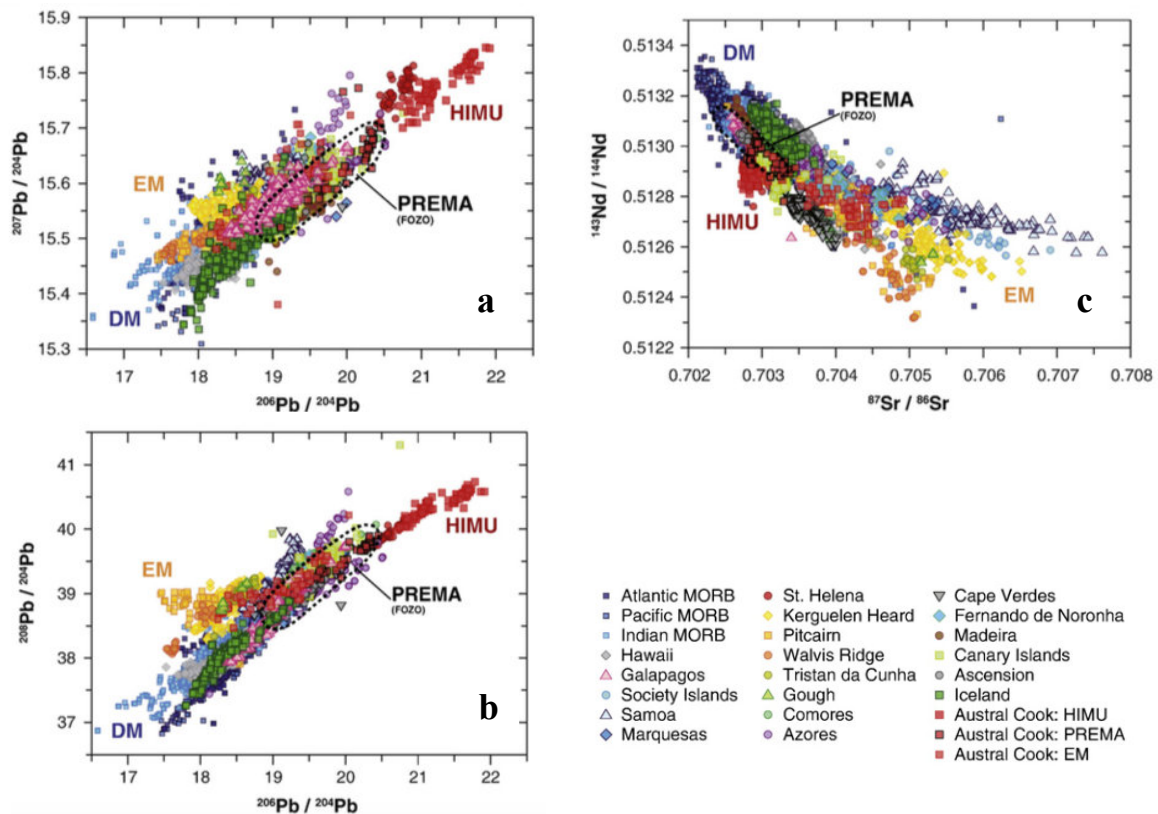 15.9
15.8
15.7
15.6
15.5
15.4
15.3
²⁰⁷Pb / ²⁰⁴Pb
HIMU
EM
PREMA
(FOZO)
DM
a
17 18 19 20 21 22
²⁰⁶Pb / ²⁰⁴Pb
0.5134
0.5132
0.5130
0.5128
0.5126
0.5124
0.5122
¹⁴³Nd / ¹⁴⁴Nd
DM
PREMA
(FOZO)
HIMU
EM
c
0.702 0.703 0.704 0.705 0.706 0.707 0.708
⁸⁷Sr / ⁸⁶Sr
41
40
39
38
37
²⁰⁸Pb / ²⁰⁴Pb
HIMU
EM
PREMA
(FOZO)
DM
b
17 18 19 20 21 22
²⁰⁶Pb / ²⁰⁴Pb
Atlantic MORB
Pacific MORB
Indian MORB
Hawaii
Galapagos
Society Islands
Samoa
Marquesas
St. Helena
Kerguelen Heard
Pitcairn
Walvis Ridge
Tristan da Cunha
Gough
Comores
Azores
Cape Verdes
Fernando de Noronha
Madeira
Canary Islands
Ascension
Iceland
Austral Cook: HIMU
Austral Cook: PREMA
Austral Cook: EM